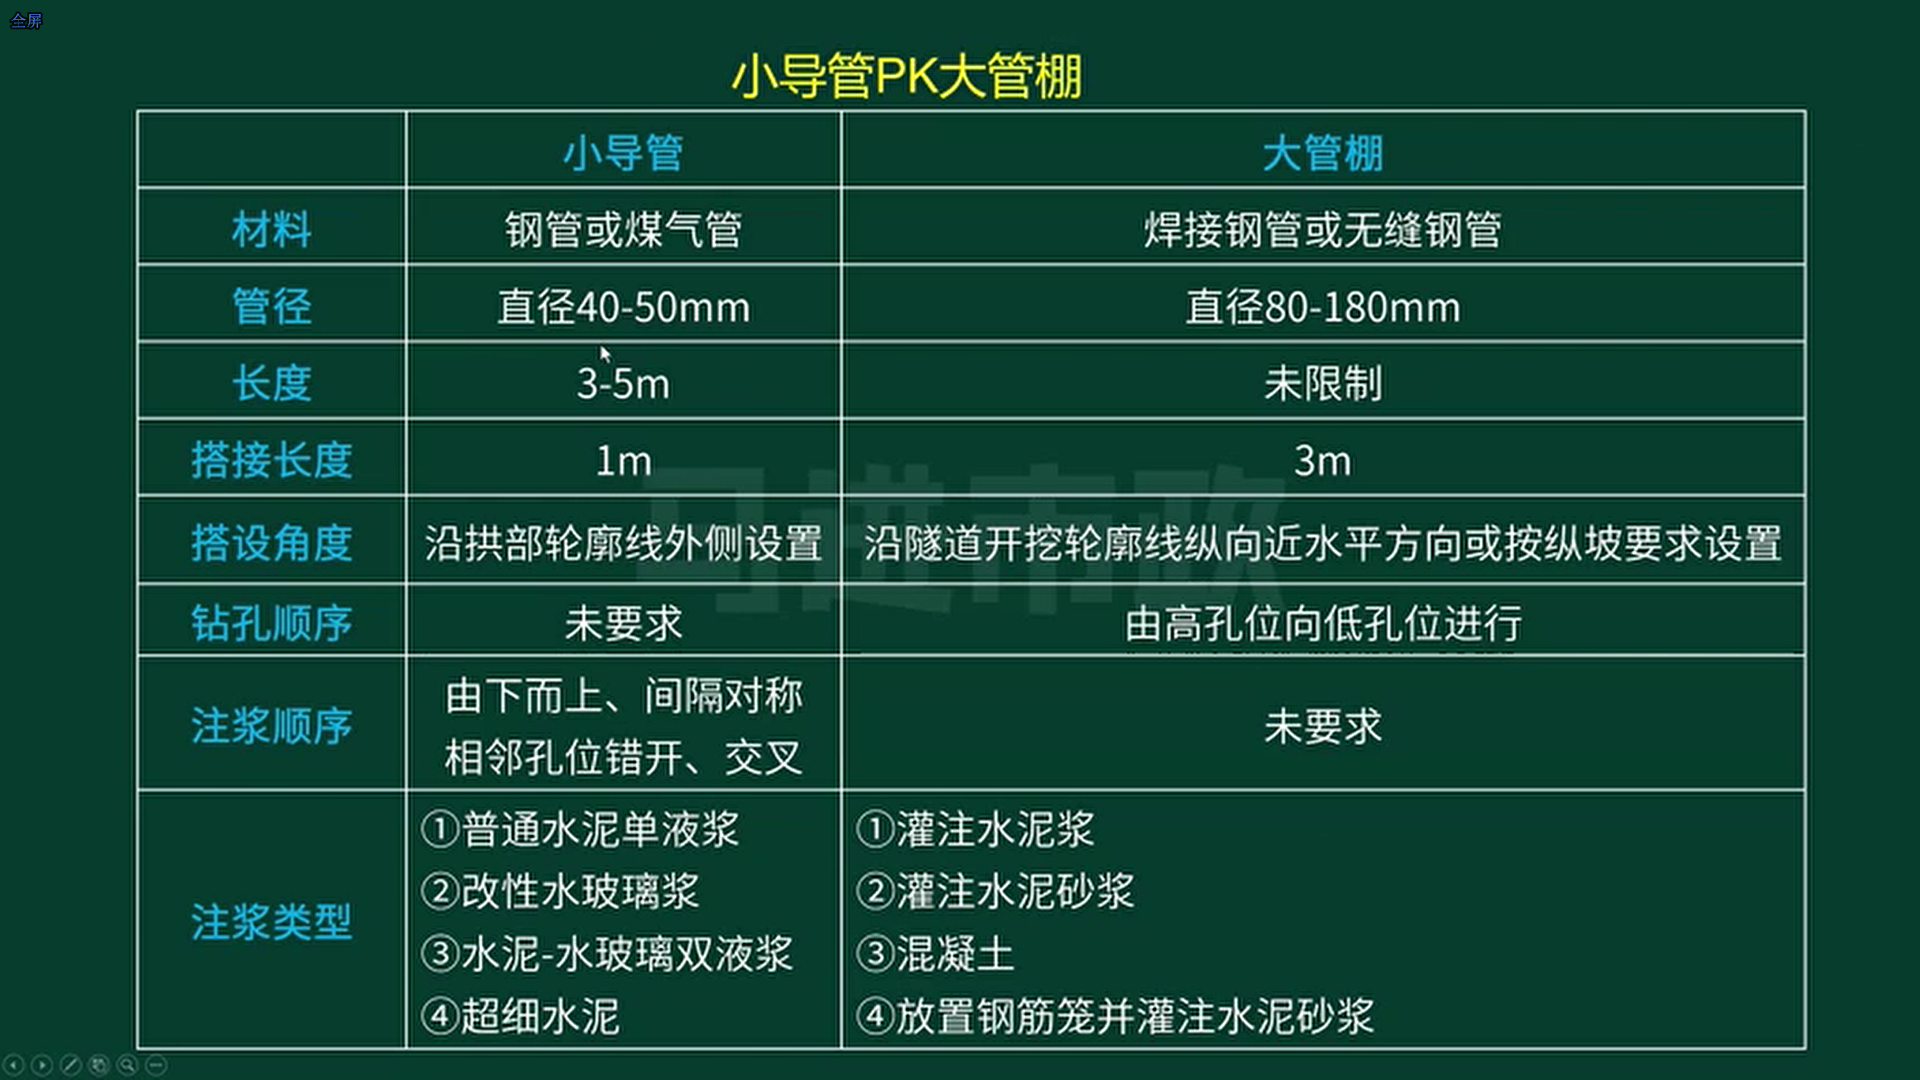 全屏
小导管PK大管棚
小导管 大管棚
材料 钢管或煤气管 焊接钢管或无缝钢管
管径 直径40-50mm 直径80-180mm
长度 3-5m 未限制
搭接长度 1m 3m
搭设角度 沿拱部轮廓线外侧设置 沿隧道开挖轮廓线纵向近水平方向或按纵坡要求设置
钻孔顺序 未要求 由高孔位向低孔位进行
注浆顺序 由下而上、间隔对称
相邻孔位错开、交叉
未要求
注浆类型
①普通水泥单液浆
②改性水玻璃浆
③水泥-水玻璃双液浆
④超细水泥
①灌注水泥浆
②灌注水泥砂浆
③混凝土
④放置钢筋笼并灌注水泥砂浆